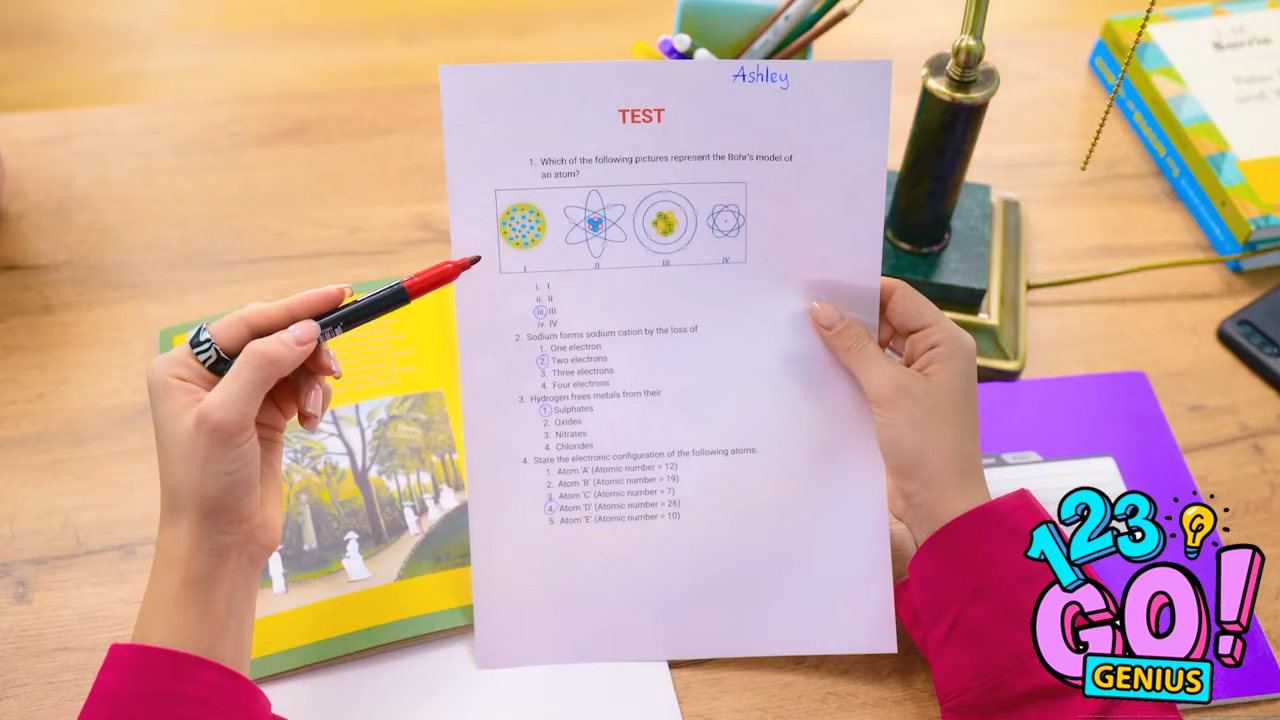 Ashley
TEST
1. Which of the following pictures represent the Bohr's model of
an atom?
I II III IV
i. I
ii. II
iii. III
iv. IV
2. Sodium forms sodium cation by the loss of
1. One electron
2. Two electrons
3. Three electrons
4. Four electrons
3. Hydrogen frees metals from their
1. Sulphates
2. Oxides
3. Nitrates
4. Chlorides
4. State the electronic configuration of the following atoms:
1. Atom 'A' (Atomic number = 12)
2. Atom 'B' (Atomic number = 19)
3. Atom 'C' (Atomic number = 7)
4. Atom 'D' (Atomic number = 26)
5. Atom 'E' (Atomic number = 10)
123
GO!
GENIUS